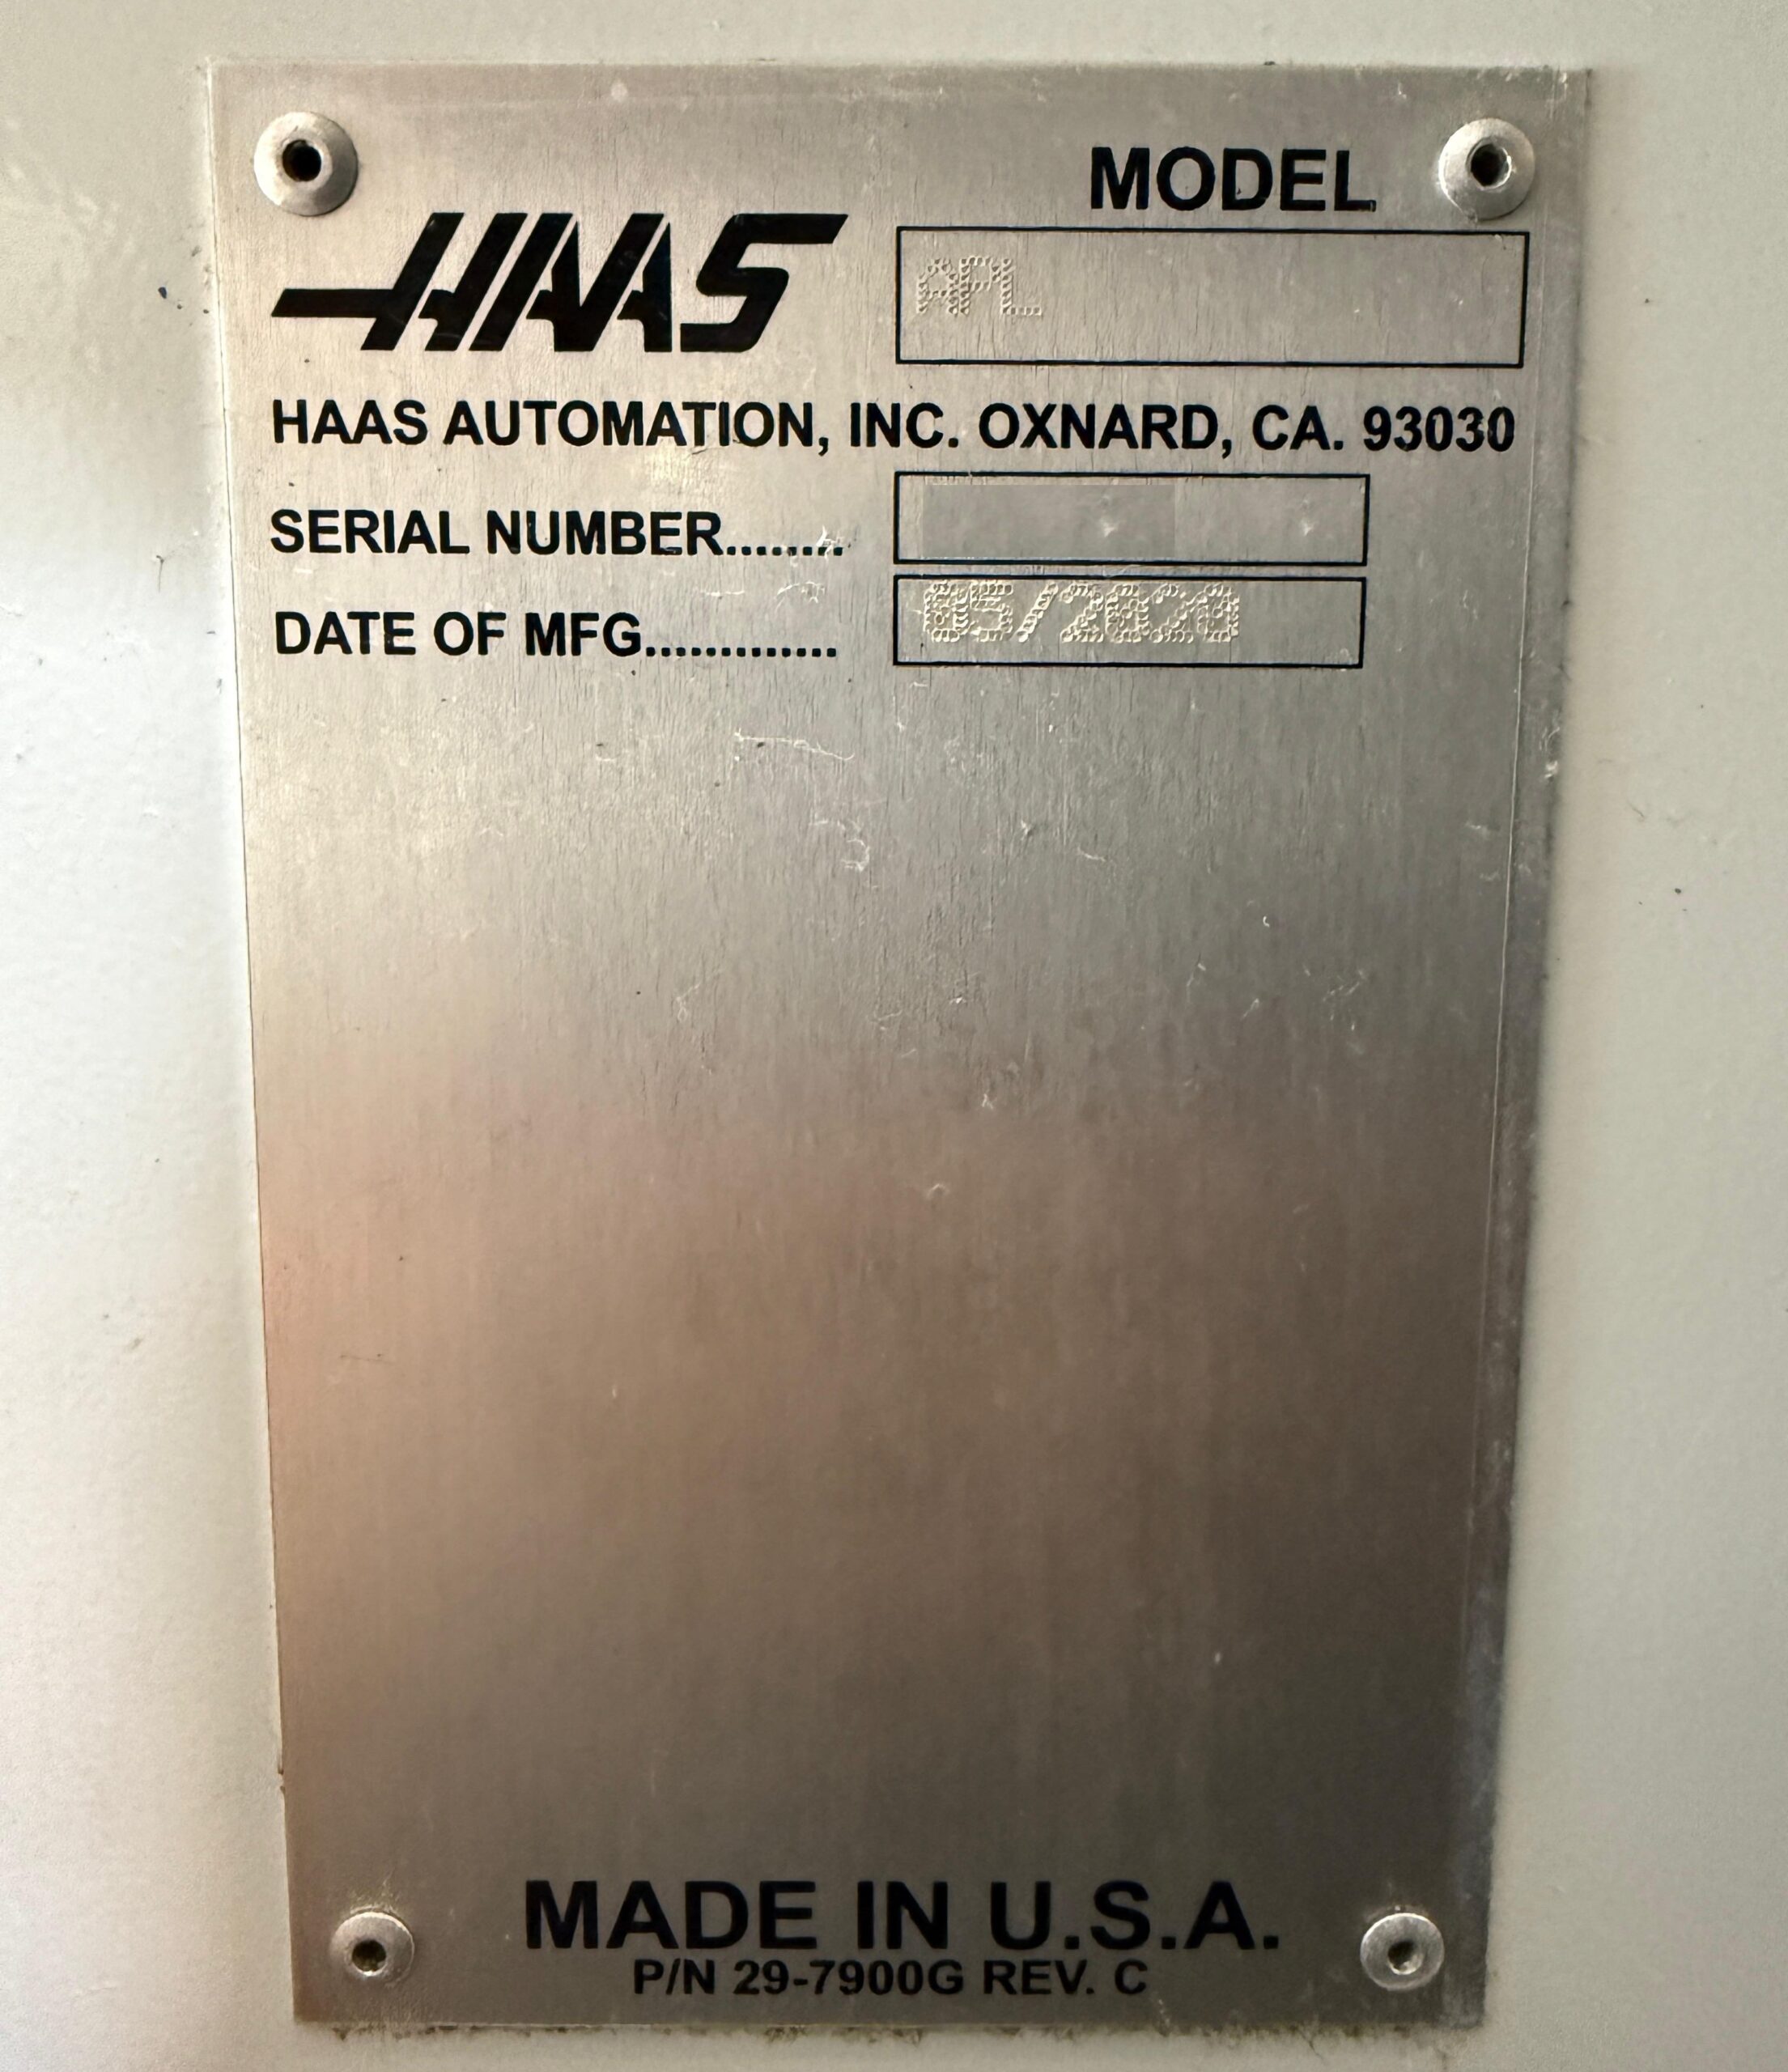 MODEL
HAAS
APL
HAAS AUTOMATION, INC. OXNARD, CA. 93030
SERIAL NUMBER........
DATE OF MFG.............
05/2020
MADE IN U.S.A.
P/N 29-7900G REV. C